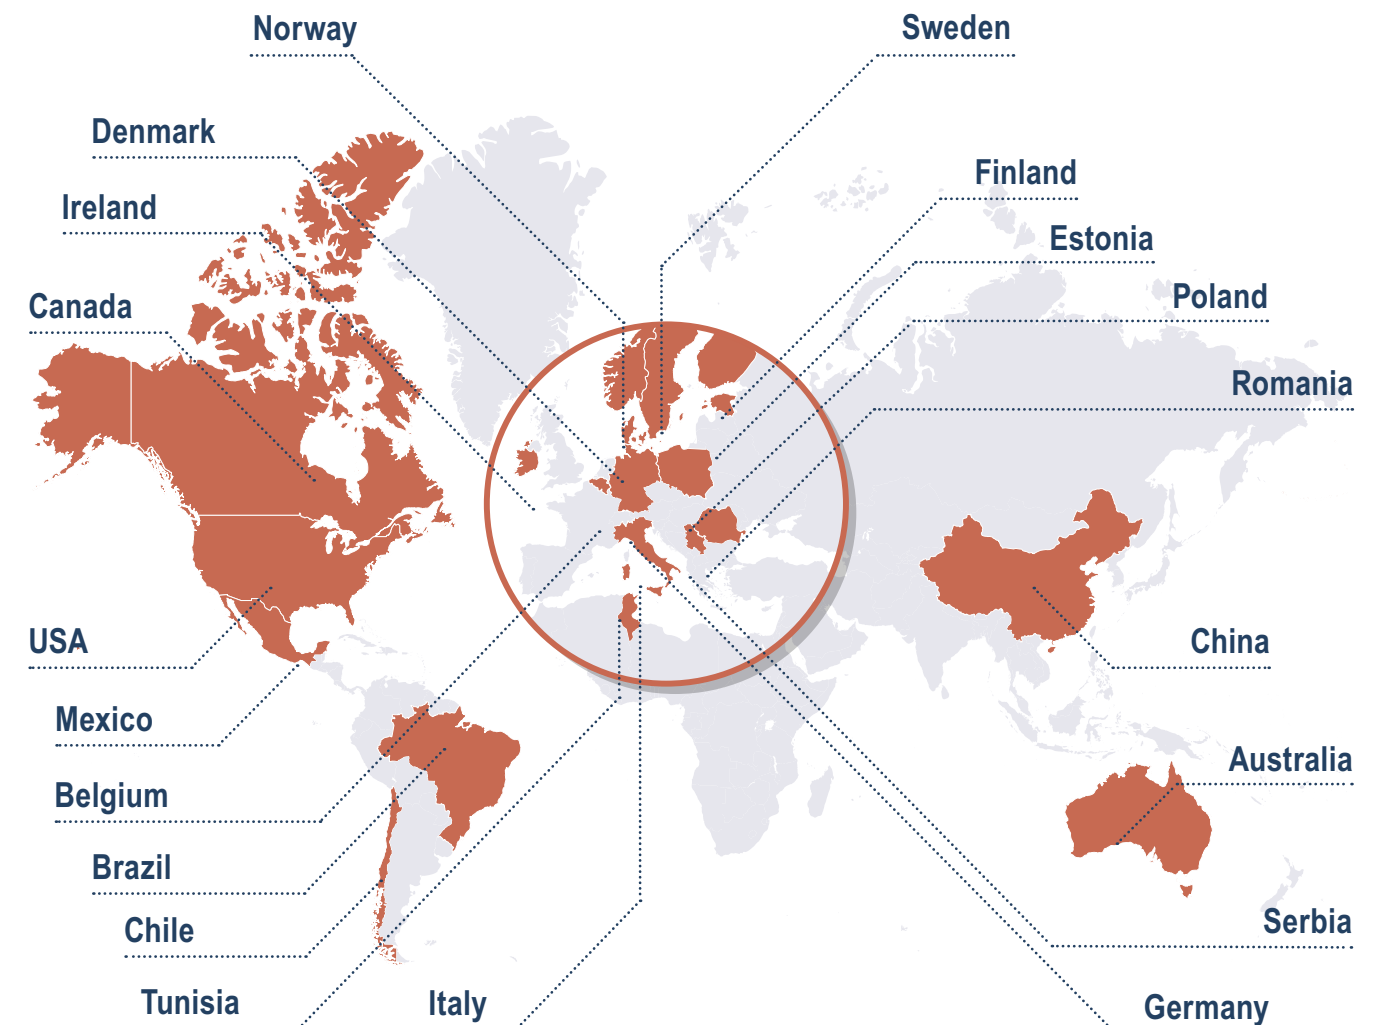 Norway
Sweden
Denmark
Finland
Ireland
Estonia
Canada
Poland
Romania
USA
China
Mexico
Australia
Belgium
Brazil
Chile
Serbia
Tunisia
Italy
Germany